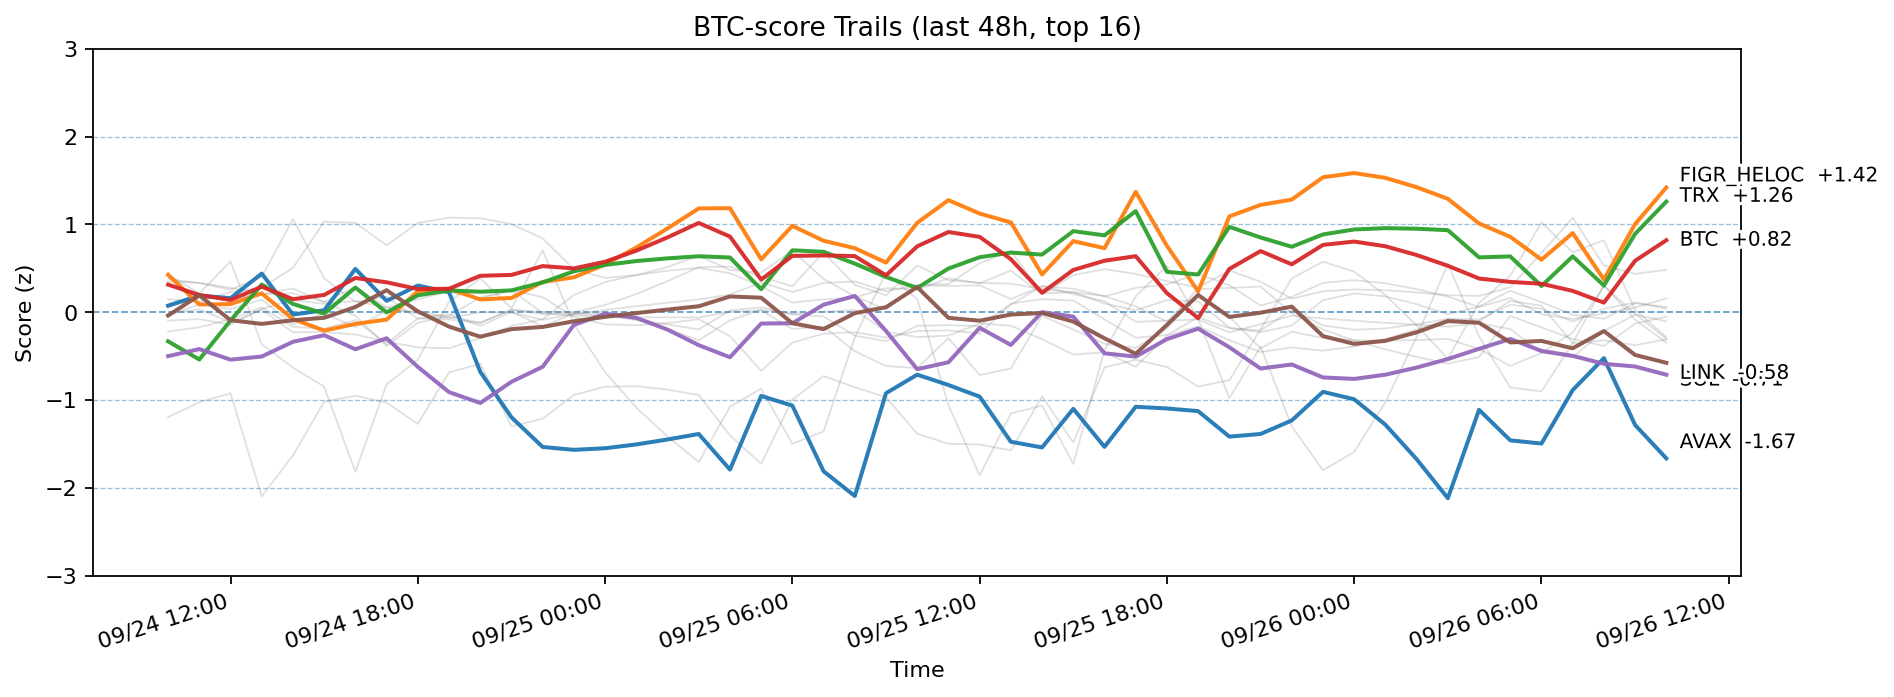 BTC-score Trails (last 48h, top 16)
Score (z)
3
2
1
0
−1
−2
−3
FIGR_HELOC +1.42
TRX +1.26
BTC +0.82
LINK -0.58
SOL -0.71
AVAX -1.67
09/24 12:00
09/24 18:00
09/25 00:00
09/25 06:00
09/25 12:00
09/25 18:00
09/26 00:00
09/26 06:00
09/26 12:00
Time